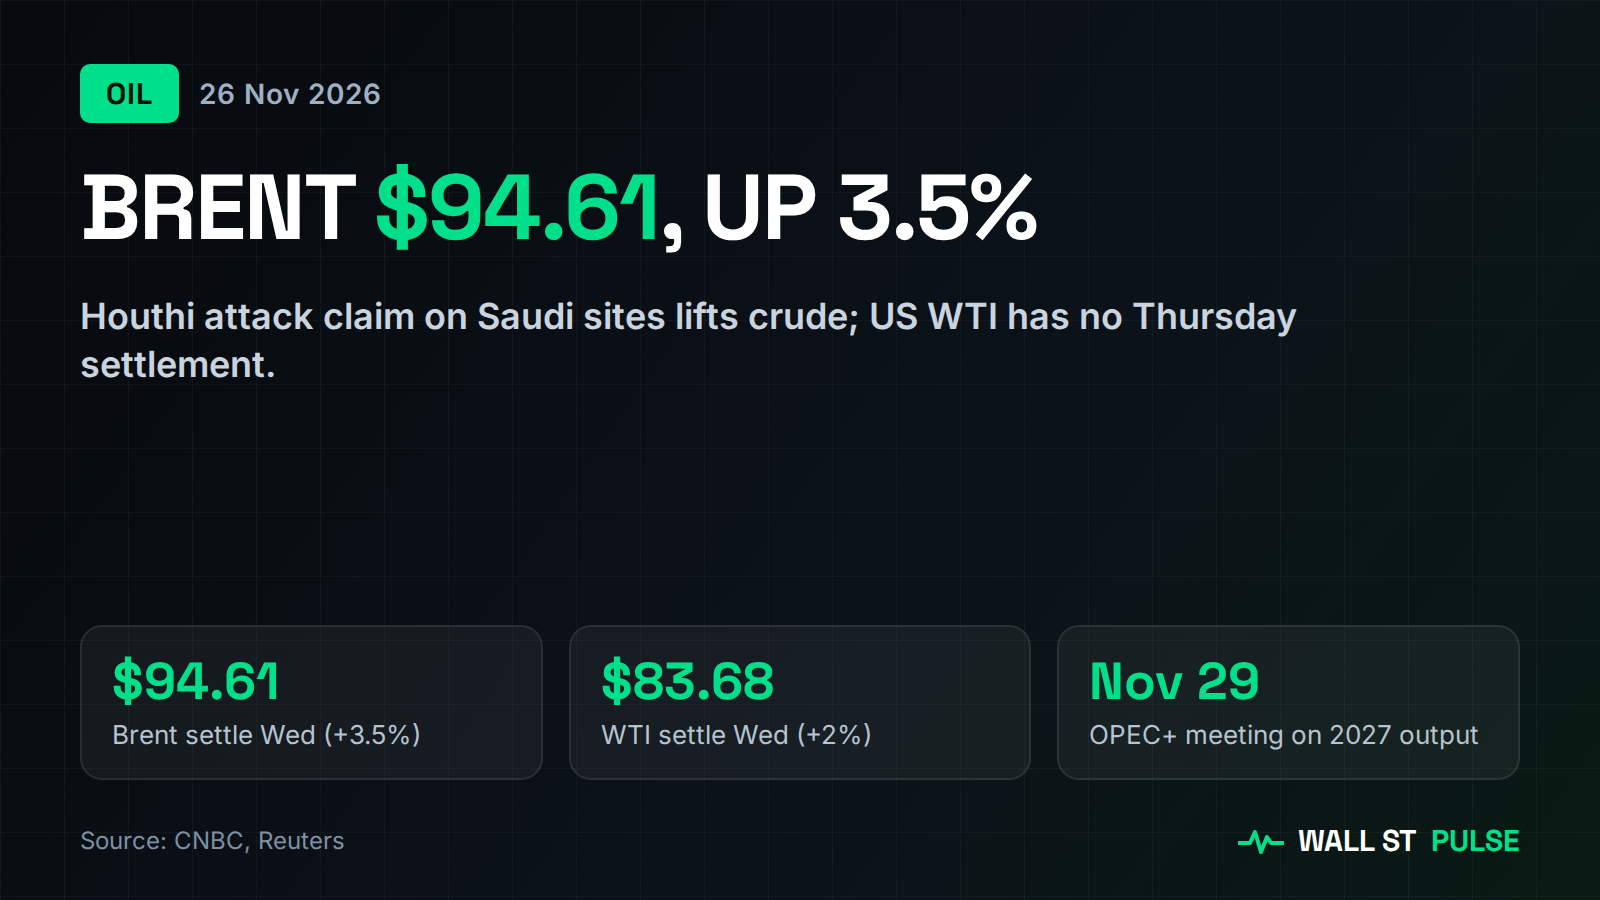 OIL 26 Nov 2026
BRENT $94.61, UP 3.5%
Houthi attack claim on Saudi sites lifts crude; US WTI has no Thursday
settlement.
$94.61
Brent settle Wed (+3.5%)
$83.68
WTI settle Wed (+2%)
Nov 29
OPEC+ meeting on 2027 output
Source: CNBC, Reuters
WALL ST PULSE